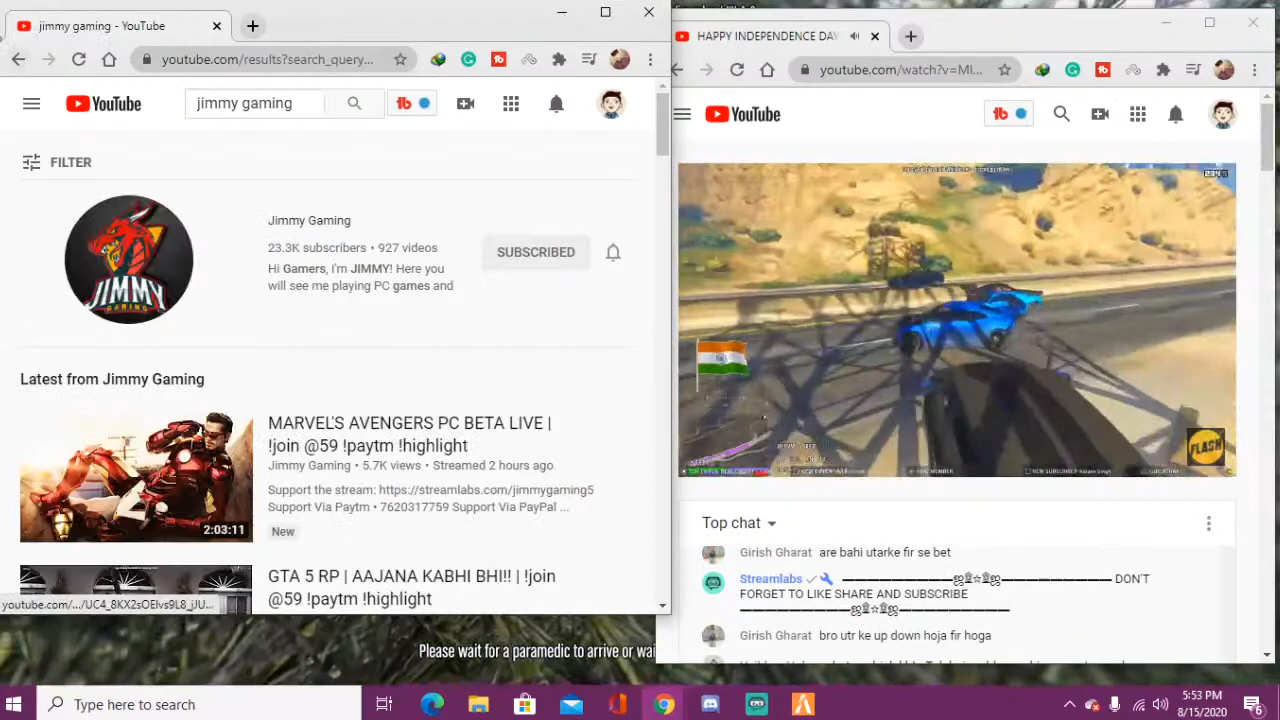 jimmy gaming - YouTube
youtube.com/results?search_query...
YouTube
jimmy gaming
FILTER
Jimmy Gaming
23.3K subscribers • 927 videos
Hi Gamers, I'm JIMMY! Here you
will see me playing PC games and
SUBSCRIBED
JIMMY
GAMING
Latest from Jimmy Gaming
MARVEL'S AVENGERS PC BETA LIVE |
!join @59 !paytm !highlight
Jimmy Gaming • 5.7K views • Streamed 2 hours ago
Support the stream: https://streamlabs.com/jimmygaming5
Support Via Paytm • 7620317759 Support Via PayPal ...
New
2:03:11
GTA 5 RP | AAJANA KABHI BHI!! | !join
@59 !paytm !highlight
youtube.com/.../UC4_8KX2sOEIvs9L8_jJU...
HAPPY INDEPENDENCE DAY
youtube.com/watch?v=MI...
YouTube
FLASH
Top chat
Girish Gharat are bahi utarke fir se bet
Streamlabs ━━━━━━━━━ஜ۩۞۩ஜ━━━━━━━━━ DON'T
FORGET TO LIKE SHARE AND SUBSCRIBE
━━━━━━━━━ஜ۩۞۩ஜ━━━━━━━━━
Girish Gharat bro utr ke up down hoja fir hoga
Please wait for a paramedic to arrive or wai
Type here to search
5:53 PM
8/15/2020
6